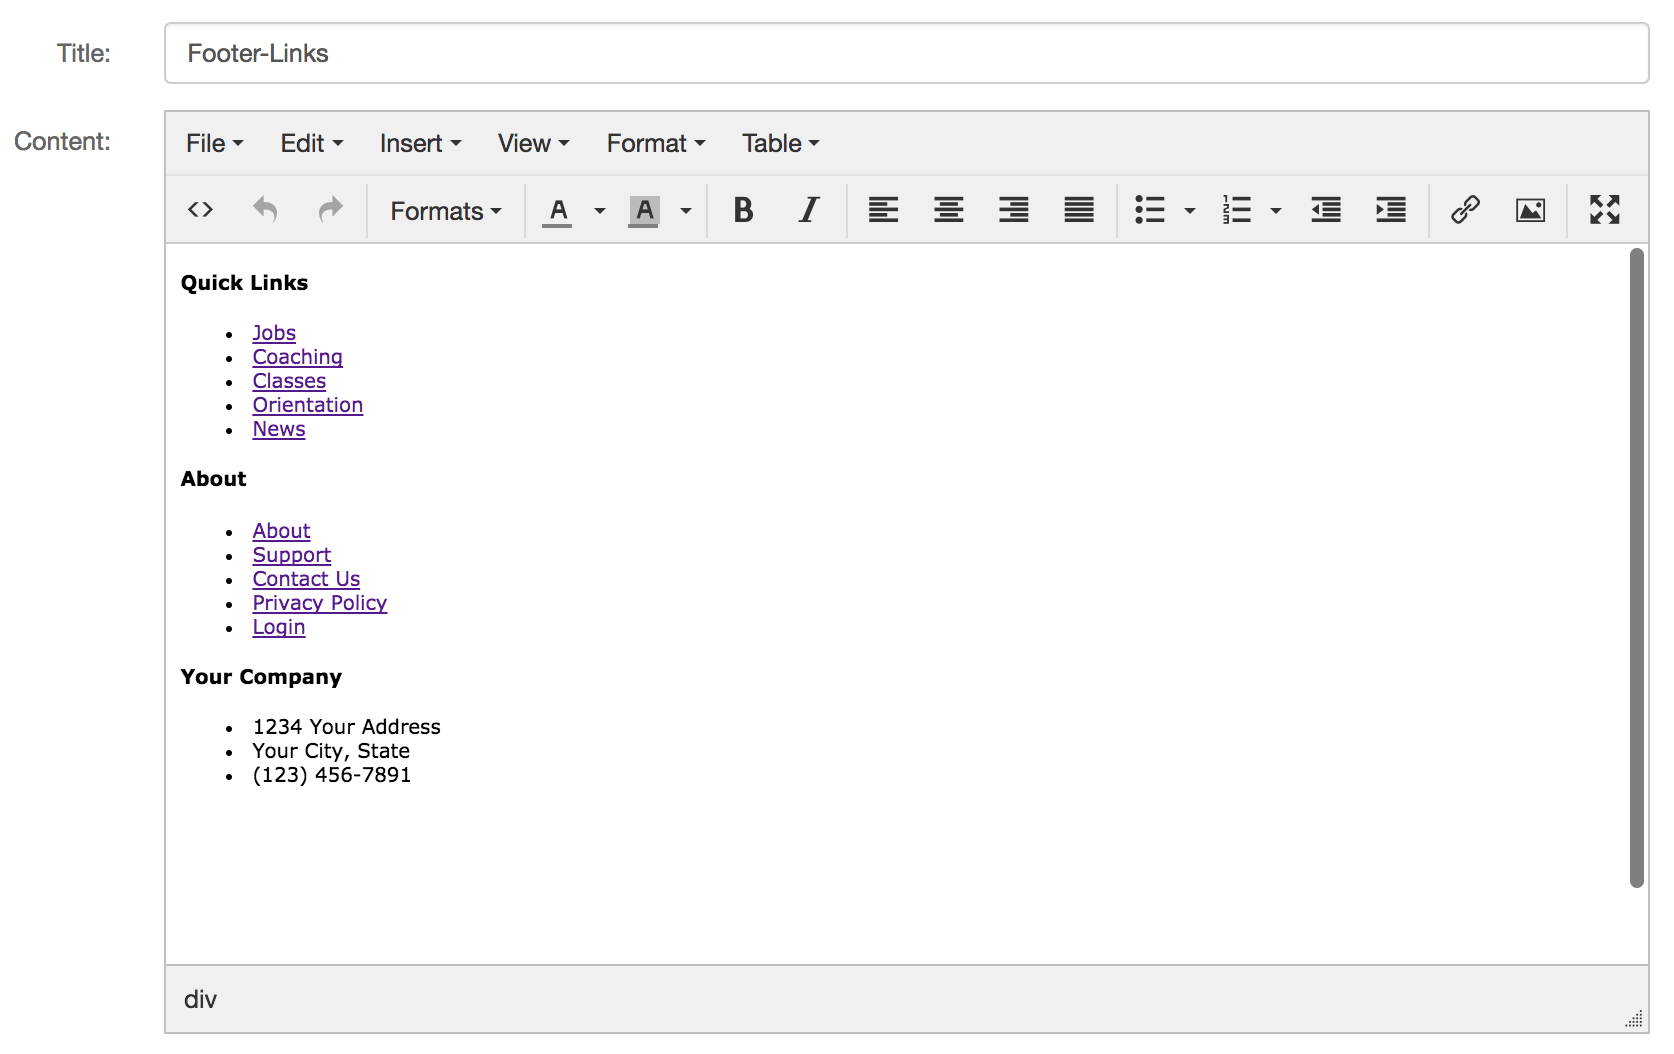 Title:
Footer-Links
Content:
File Edit Insert View Format Table
<> Formats A A B I
Quick Links
• Jobs
• Coaching
• Classes
• Orientation
• News
About
• About
• Support
• Contact Us
• Privacy Policy
• Login
Your Company
• 1234 Your Address
• Your City, State
• (123) 456-7891
div